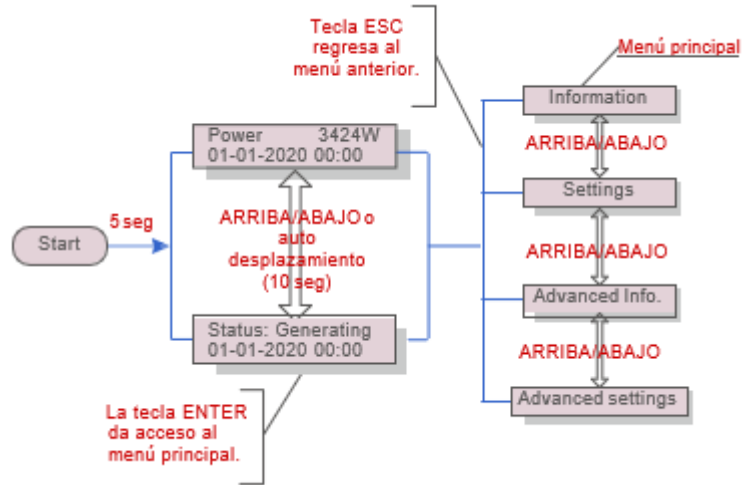 Tecla ESC
regresa al
menú anterior.
Menú principal
Information
ARRIBA/ABAJO
Settings
ARRIBA/ABAJO
Advanced Info.
ARRIBA/ABAJO
Advanced settings
Power 3424W
01-01-2020 00:00
5 seg
Start
ARRIBA/ABAJO o
auto
desplazamiento
(10 seg)
Status: Generating
01-01-2020 00:00
La tecla ENTER
da acceso al
menú principal.